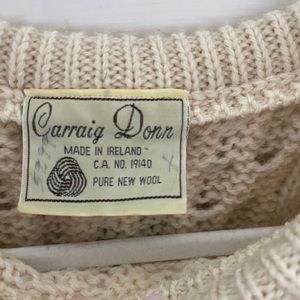 Carraig Donn
MADE IN IRELAND
C.A. NO. 19140
PURE NEW WOOL